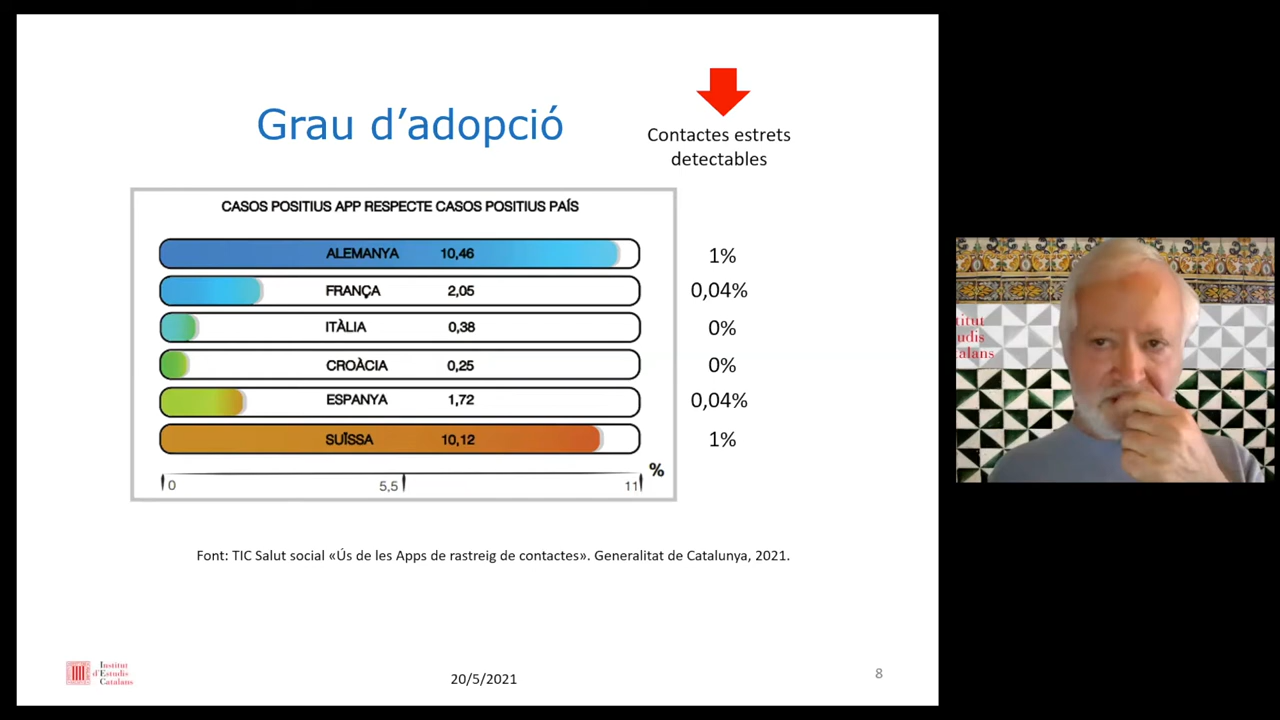 Grau d’adopció
Contactes estrets
detectables
CASOS POSITIUS APP RESPECTE CASOS POSITIUS PAÍS
ALEMANYA 10,46 1%
FRANÇA 2,05 0,04%
ITÀLIA 0,38 0%
CROÀCIA 0,25 0%
ESPANYA 1,72 0,04%
SUÏSSA 10,12 1%
%
0 5,5 11
Font: TIC Salut social «Ús de les Apps de rastreig de contactes». Generalitat de Catalunya, 2021.
Institut
d'Estudis
Catalans
20/5/2021
8
titut
udis
alans